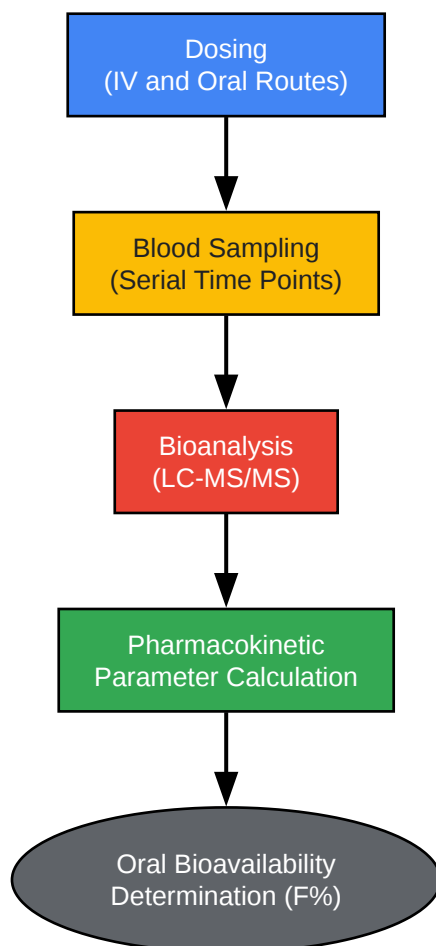 Dosing
(IV and Oral Routes)
Blood Sampling
(Serial Time Points)
Bioanalysis
(LC-MS/MS)
Pharmacokinetic
Parameter Calculation
Oral Bioavailability
Determination (F%)